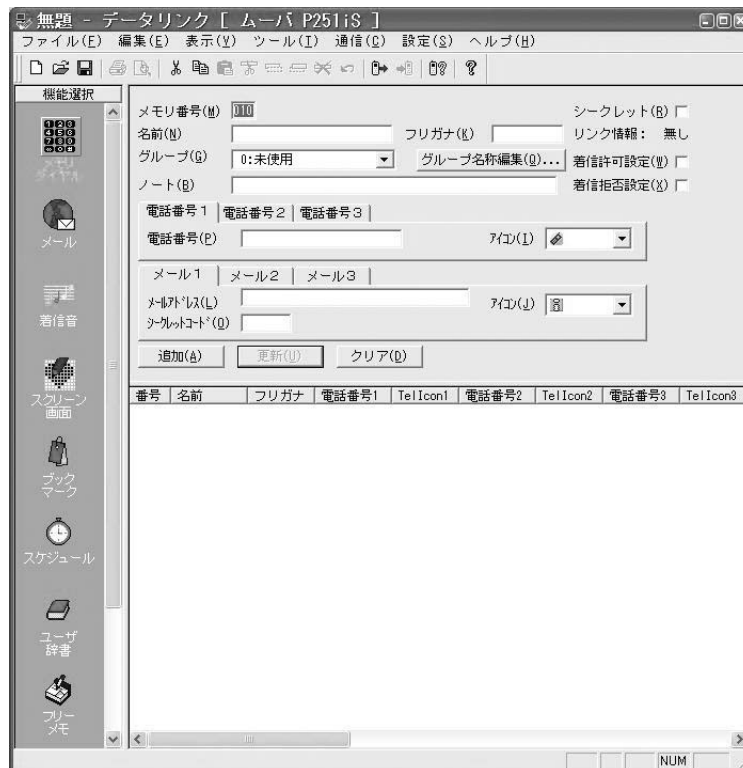 無題 - データリンク [ ムーバ P251iS ]
ファイル(F) 編集(E) 表示(V) ツール(T) 通信(C) 設定(S) ヘルプ(H)
機能選択
メモリ
ダイヤル
メール
着信音
スクリーン
画面
ブック
マーク
スケジュール
ユーザ
辞書
フリー
メモ
メモリ番号(M) 010 シークレット(R)
名前(N) フリガナ(K) リンク情報: 無し
グループ(G) 0:未使用 グループ名称編集(Q)... 着信許可設定(W)
ノート(B) 着信拒否設定(X)
電話番号1 電話番号2 電話番号3
電話番号(P) アイコン(I)
メール1 メール2 メール3
メールアドレス(L) アイコン(J)
シークレットコード(O)
追加(A) 更新(U) クリア(D)
番号 名前 フリガナ 電話番号1 TelIcon1 電話番号2 TelIcon2 電話番号3 TelIcon3
NUM